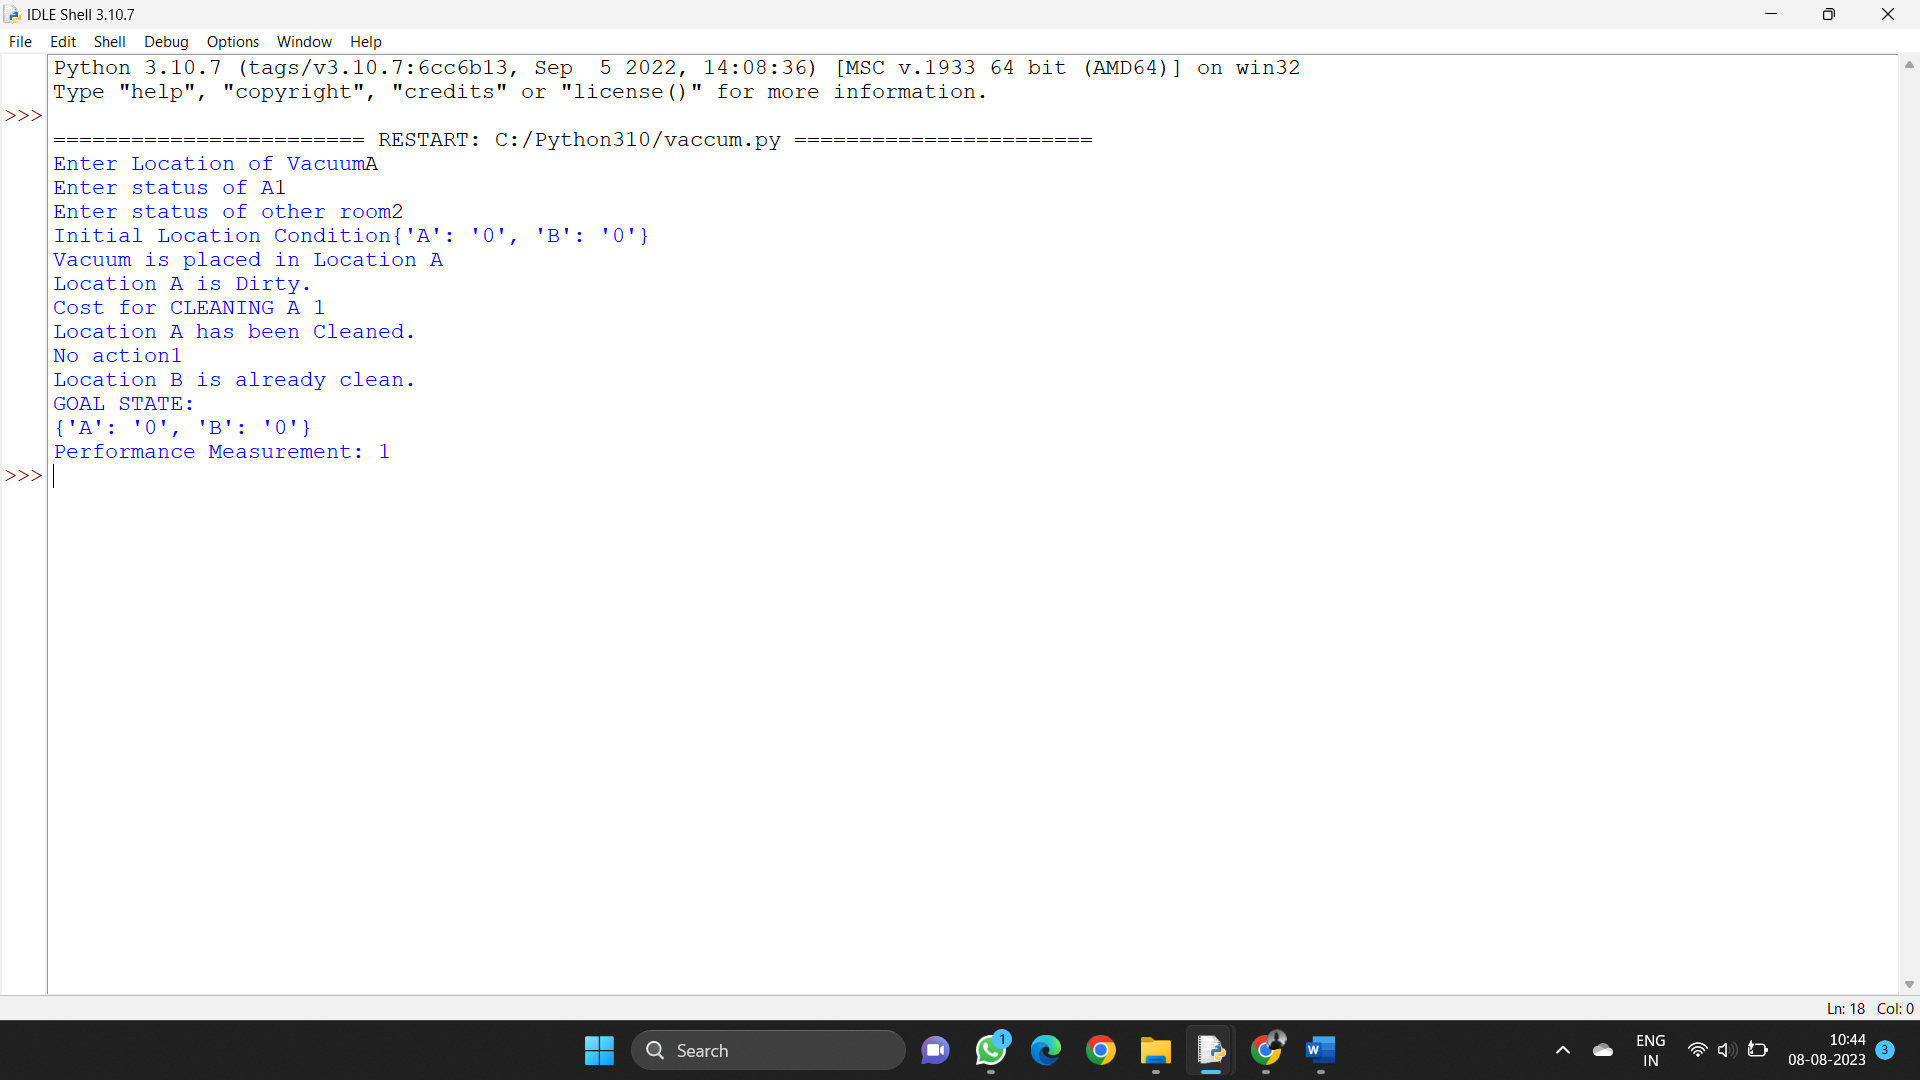 IDLE Shell 3.10.7
File Edit Shell Debug Options Window Help
Python 3.10.7 (tags/v3.10.7:6cc6b13, Sep  5 2022, 14:08:36) [MSC v.1933 64 bit (AMD64)] on win32
Type "help", "copyright", "credits" or "license()" for more information.
>>>
======================== RESTART: C:/Python310/vaccum.py =======================
Enter Location of VacuumA
Enter status of A1
Enter status of other room2
Initial Location Condition{'A': '0', 'B': '0'}
Vacuum is placed in Location A
Location A is Dirty.
Cost for CLEANING A 1
Location A has been Cleaned.
No action1
Location B is already clean.
GOAL STATE:
{'A': '0', 'B': '0'}
Performance Measurement: 1
>>>
Ln: 18 Col: 0
Search
1
W
ENG
IN
10:44
08-08-2023
3